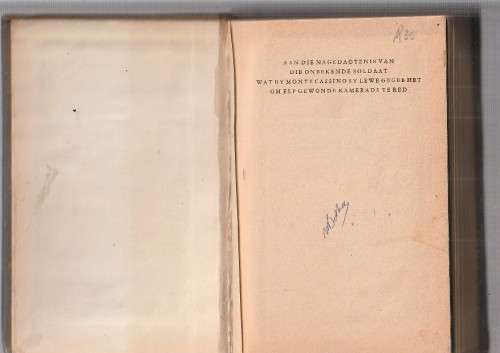 A30
AAN DIE NAGEDAGTENIS VAN
DIE ONBEKENDE SOLDAAT
WAT BY MONTE CASSINO SY LEWE GEGEE HET
OM ELF GEWONDE KAMERADE TE RED